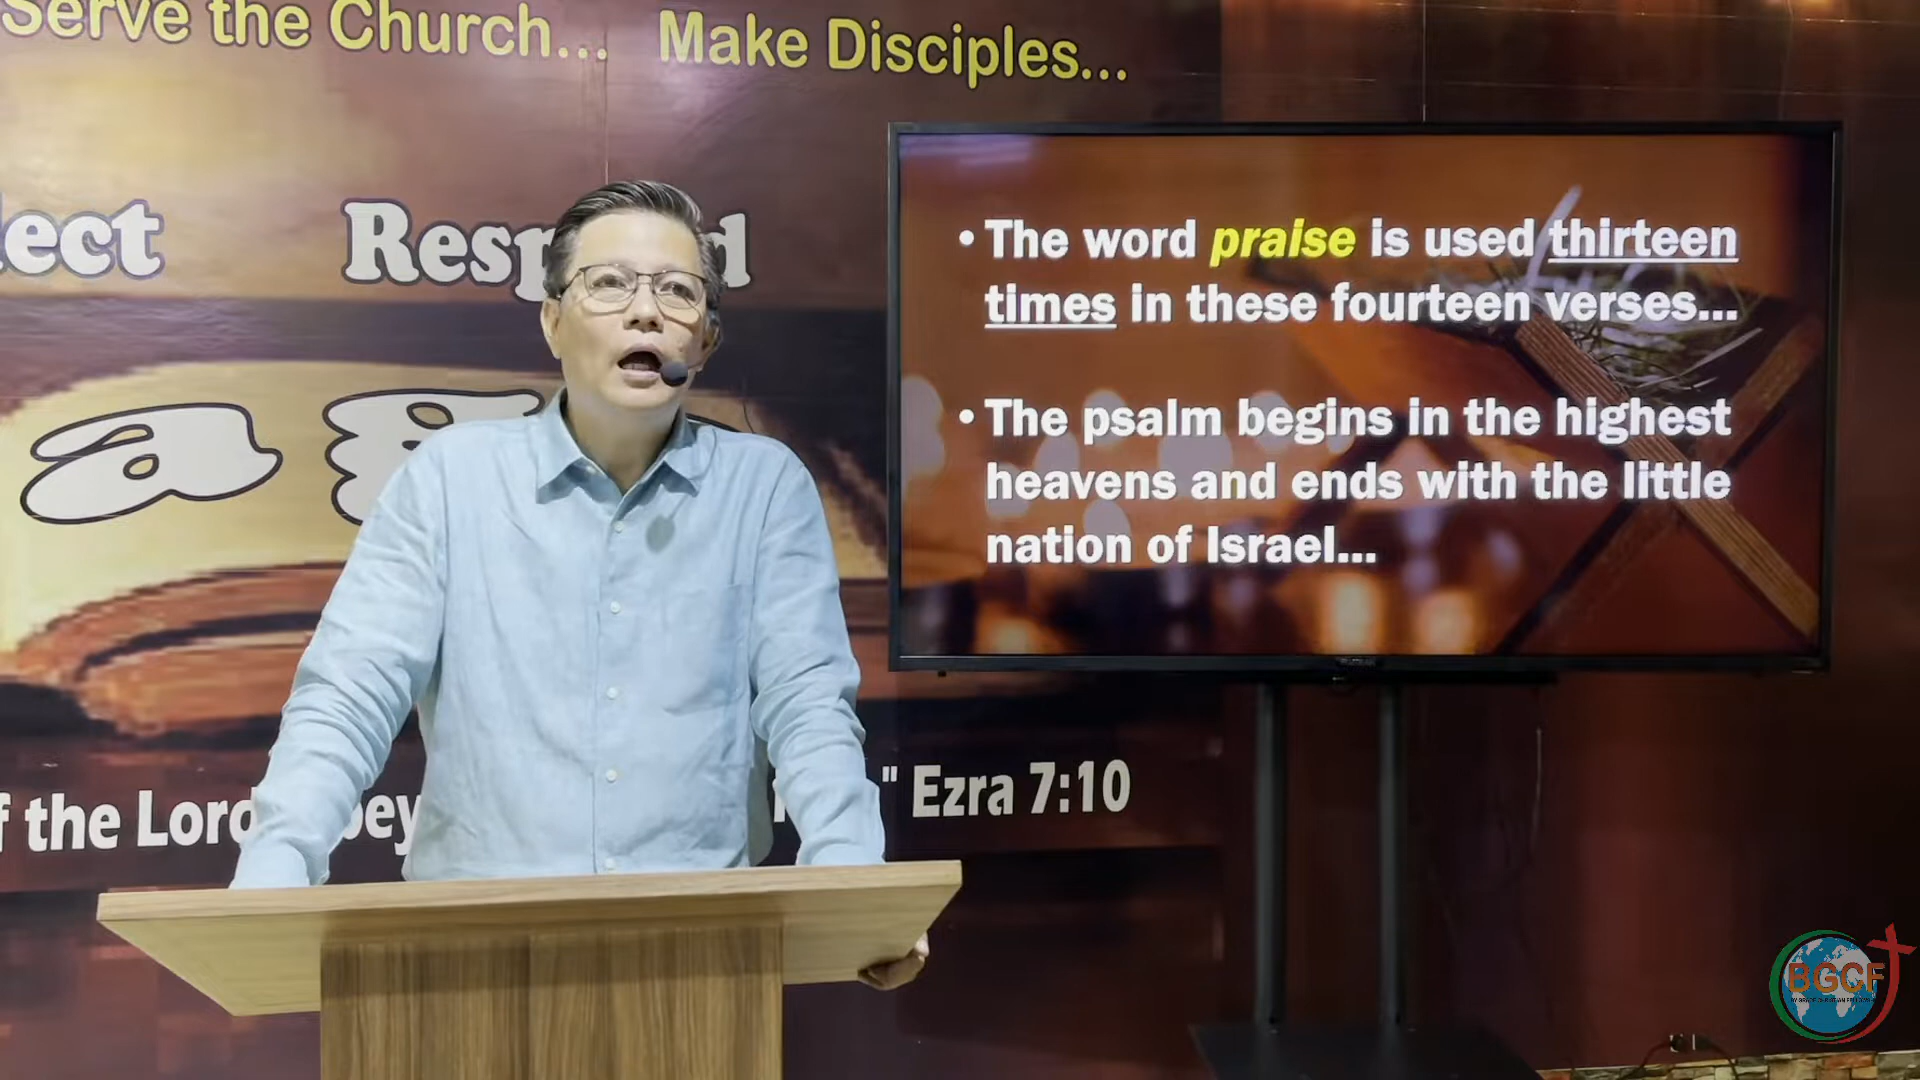 Serve the Church... Make Disciples...
lect Resp d
a
f the Lord bey " Ezra 7:10
• The word praise is used thirteen
times in these fourteen verses...
• The psalm begins in the highest
heavens and ends with the little
nation of Israel...
BGCF